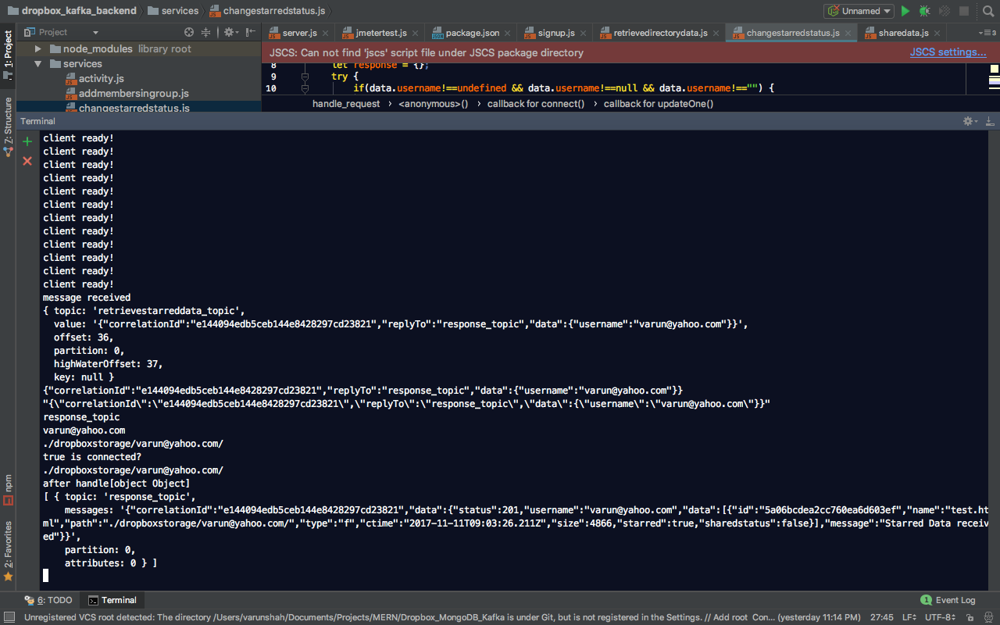 dropbox_kafka_backend services changestarredstatus.js Unnamed
Project server.js jmetertest.js package.json signup.js retrievedirectorydata.js changestarredstatus.js sharedata.js 3
node_modules library root
services
activity.js
addmembersingroup.js
changestarredstatus.js
JSCS: Can not find 'jscs' script file under JSCS package directory JSCS settings...
8 let response = {};
9 try {
10 if(data.username!==undefined && data.username!==null && data.username!=="") {
handle_request <anonymous>() callback for connect() callback for updateOne()
1: Project
7: Structure
npm
2: Favorites
Terminal
client ready!
client ready!
client ready!
client ready!
client ready!
client ready!
client ready!
client ready!
client ready!
client ready!
client ready!
client ready!
message received
{ topic: 'retrievestarreddata_topic',
value: '{"correlationId":"e144094edb5ceb144e8428297cd23821","replyTo":"response_topic","data":{"username":"varun@yahoo.com"}}',
offset: 36,
partition: 0,
highWaterOffset: 37,
key: null }
{"correlationId":"e144094edb5ceb144e8428297cd23821","replyTo":"response_topic","data":{"username":"varun@yahoo.com"}}
"{\"correlationId\":\"e144094edb5ceb144e8428297cd23821\",\"replyTo\":\"response_topic\",\"data\":{\"username\":\"varun@yahoo.com\"}}"
response_topic
varun@yahoo.com
./dropboxstorage/varun@yahoo.com/
true is connected?
./dropboxstorage/varun@yahoo.com/
after handle[object Object]
[ { topic: 'response_topic',
messages: '{"correlationId":"e144094edb5ceb144e8428297cd23821","data":{"status":201,"username":"varun@yahoo.com","data":[{"id":"5a06bcdea2cc760ea6d603ef","name":"test.ht
ml","path":"./dropboxstorage/varun@yahoo.com/","type":"f","ctime":"2017-11-11T09:03:26.211Z","size":4866,"starred":true,"sharedstatus":false}],"message":"Starred Data receiv
ed"}}',
partition: 0,
attributes: 0 } ]
6: TODO Terminal 1 Event Log
Unregistered VCS root detected: The directory /Users/varunshah/Documents/Projects/MERN/Dropbox_MongoDB_Kafka is under Git, but is not registered in the Settings. // Add root Con... (yesterday 11:14 PM) 27:45 LF UTF-8